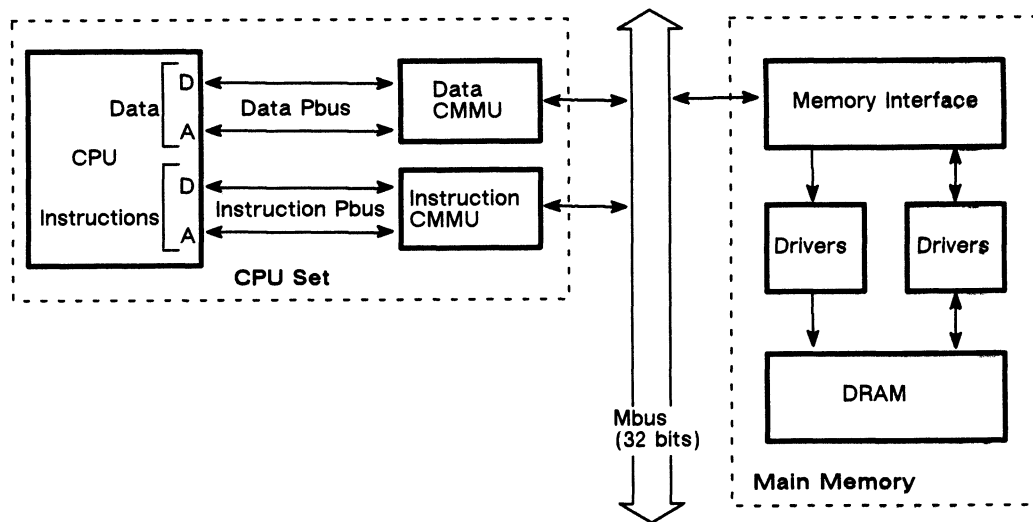 D
Data
A
CPU
D
Instructions
A
Data Pbus
Instruction Pbus
Data
CMMU
Instruction
CMMU
CPU Set
Mbus
(32 bits)
Memory Interface
Drivers
Drivers
DRAM
Main Memory